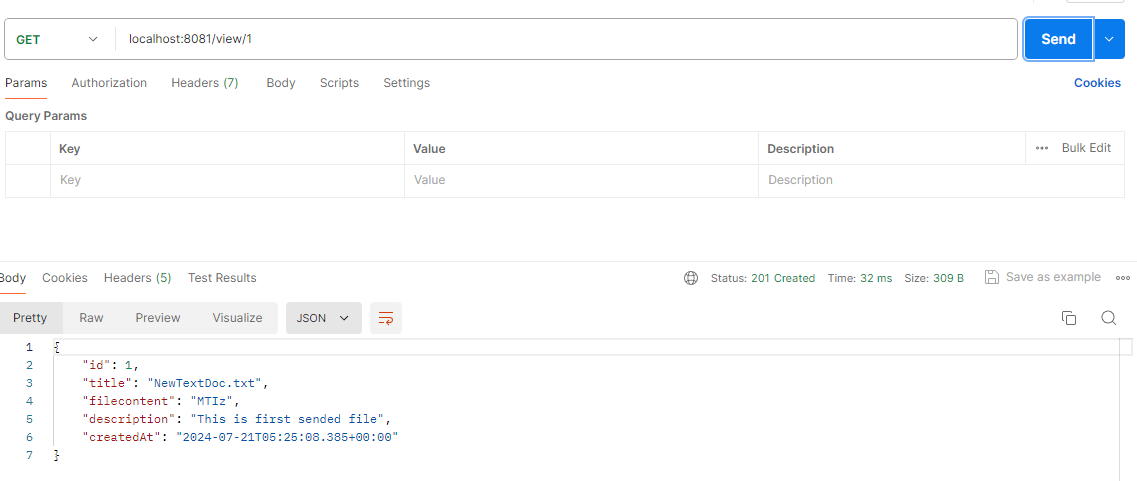 GET localhost:8081/view/1 Send
Params Authorization Headers (7) Body Scripts Settings Cookies
Query Params
Key Value Description Bulk Edit
Key Value Description
Body Cookies Headers (5) Test Results Status: 201 Created Time: 32 ms Size: 309 B Save as example
Pretty Raw Preview Visualize JSON
1 {
2 "id": 1,
3 "title": "NewTextDoc.txt",
4 "filecontent": "MTIz",
5 "description": "This is first sended file",
6 "createdAt": "2024-07-21T05:25:08.385+00:00"
7 }